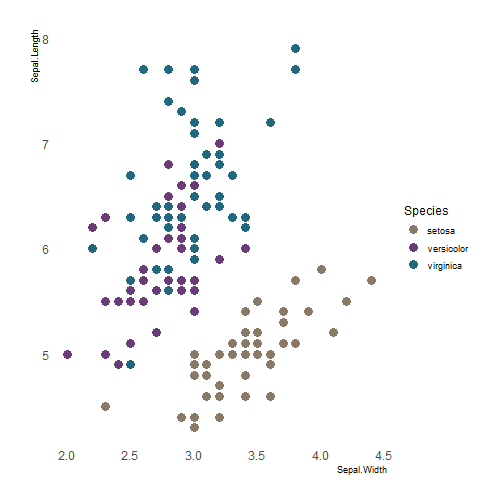 Sepal.Length
8
7
6
5
2.0 2.5 3.0 3.5 4.0 4.5
Sepal.Width
Species
setosa
versicolor
virginica